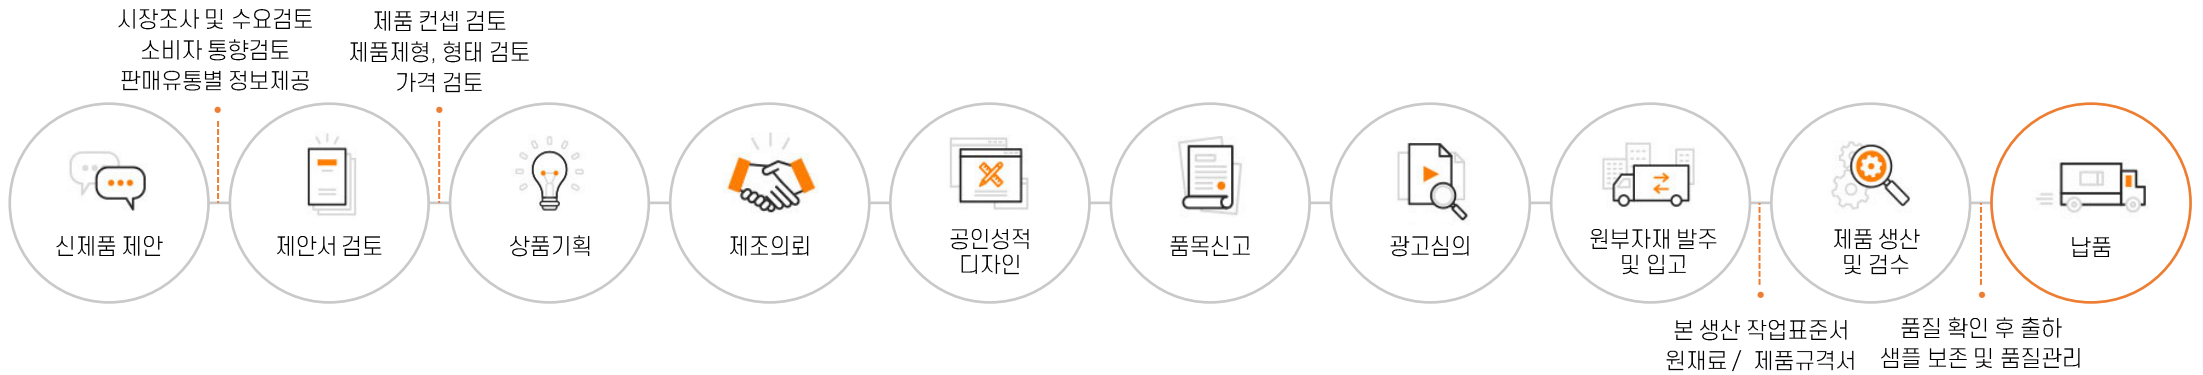 시장조사 및 수요검토
소비자 통향검토
판매유통별 정보제공
제품 컨셉 검토
제품제형, 형태 검토
가격 검토
신제품 제안
제안서 검토
상품기획
제조의뢰
공인성적
디자인
품목신고
광고심의
원부자재 발주
및 입고
제품 생산
및 검수
납품
본 생산 작업표준서
원재료 / 제품규격서
품질 확인 후 출하
샘플 보존 및 품질관리